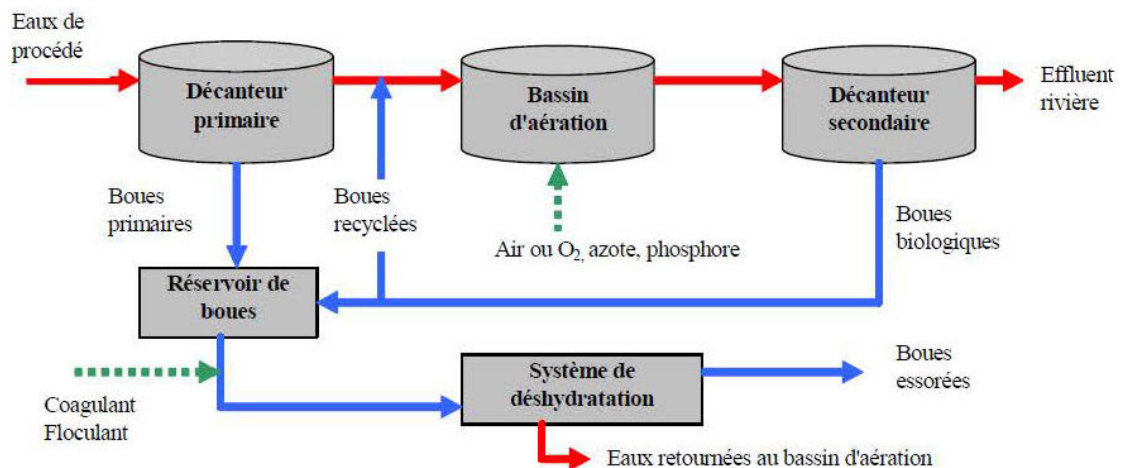 Eaux de
procédé
Décanteur
primaire
Bassin
d'aération
Décanteur
secondaire
Effluent
rivière
Boues
primaires
Boues
recyclées
Air ou O2, azote, phosphore
Boues
biologiques
Réservoir de
boues
Coagulant
Floculant
Système de
déshydratation
Boues
essorées
Eaux retournées au bassin d'aération